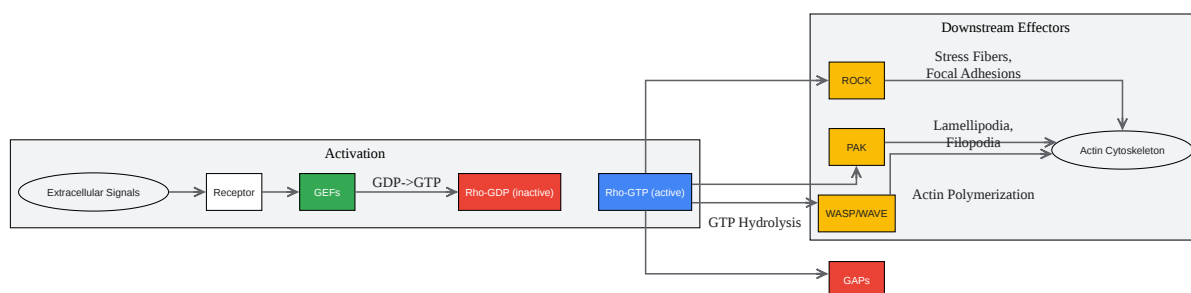 Downstream Effectors
Stress Fibers,
Focal Adhesions
ROCK
Lamellipodia,
Filopodia
PAK
Actin Cytoskeleton
Activation
Extracellular Signals
Receptor
GEFs
GDP->GTP
Rho-GDP (inactive)
Rho-GTP (active)
Actin Polymerization
WASP/WAVE
GTP Hydrolysis
GAPs